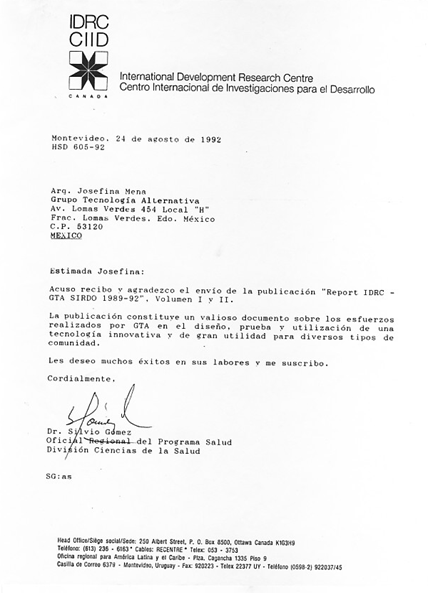 IDRC
CIID
CANADA
International Development Research Centre
Centro Internacional de Investigaciones para el Desarrollo
Montevideo. 24 de agosto de 1992
HSD 605-92
Arq. Josefina Mena
Grupo Tecnología Alternativa
Av. Lomas Verdes 454 Local "H"
Frac. Lomas Verdes. Edo. México
C.P. 53120
MEXICO
Estimada Josefina:
Acuso recibo y agradezco el envío de la publicación "Report IDRC -
GTA SIRDO 1989-92". Volumen I y II.
La publicación constituye un valioso documento sobre los esfuerzos
realizados por GTA en el diseño, prueba y utilización de una
tecnología innovativa y de gran utilidad para diversos tipos de
comunidad.
Les deseo muchos éxitos en sus labores y me suscribo.
Cordialmente.
Dr. Silvio Gómez
Oficial Regional del Programa Salud
División Ciencias de la Salud
SG:as
Head Office/Siège social/Sede: 250 Albert Street, P. O. Box 8500, Ottawa Canada K1G3H9
Teléfono: (613) 236 - 6163* Cables: RECENTRE* Telex: 053 - 3753
Oficina regional para América Latina y el Caribe - Plza. Cagancha 1335 Piso 9
Casilla de Correo 6379 - Montevideo, Uruguay - Fax: 920223 - Telex 22377 UY - Teléfono (0598-2) 922037/45